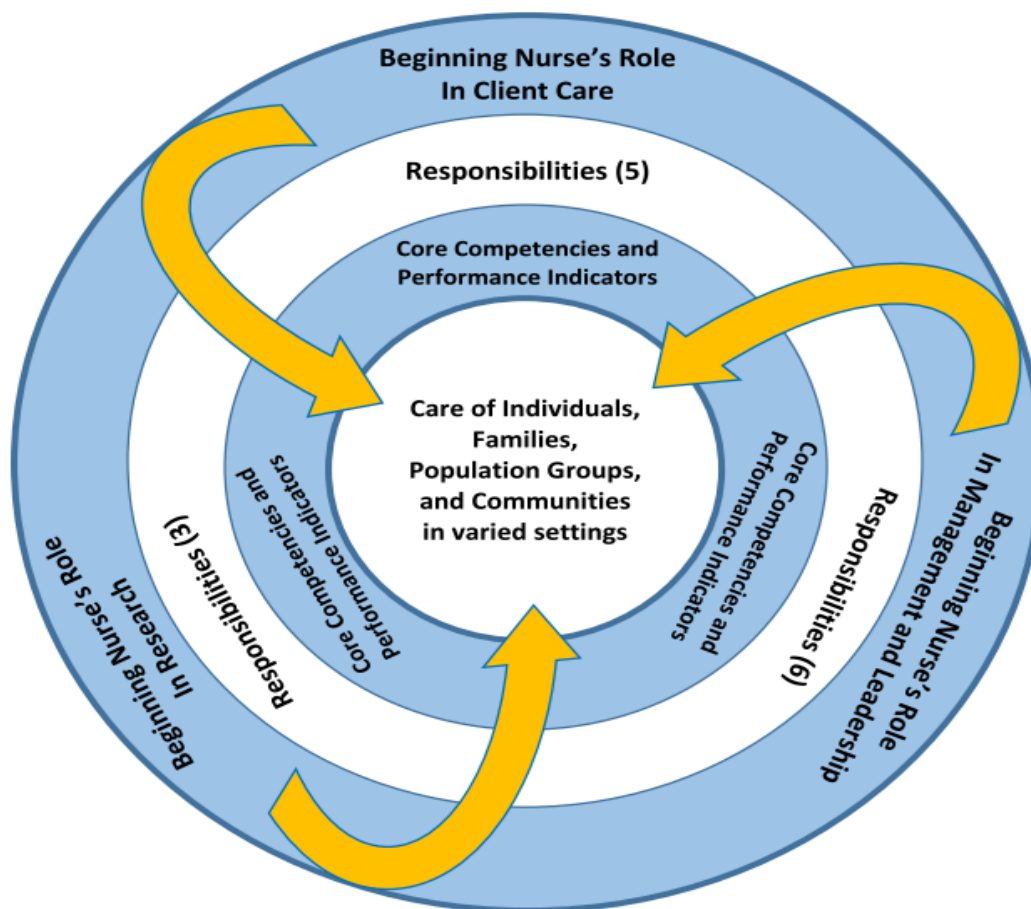 Beginning Nurse's Role
In Client Care
Responsibilities (5)
Core Competencies and
Performance Indicators
Care of Individuals,
Families,
Population Groups,
and Communities
in varied settings
Core Competencies and
Performance Indicators
Responsibilities (6)
Beginning Nurse's Role
In Management and Leadership
Core Competencies and
Performance Indicators
Responsibilities (3)
Beginning Nurse's Role
In Research